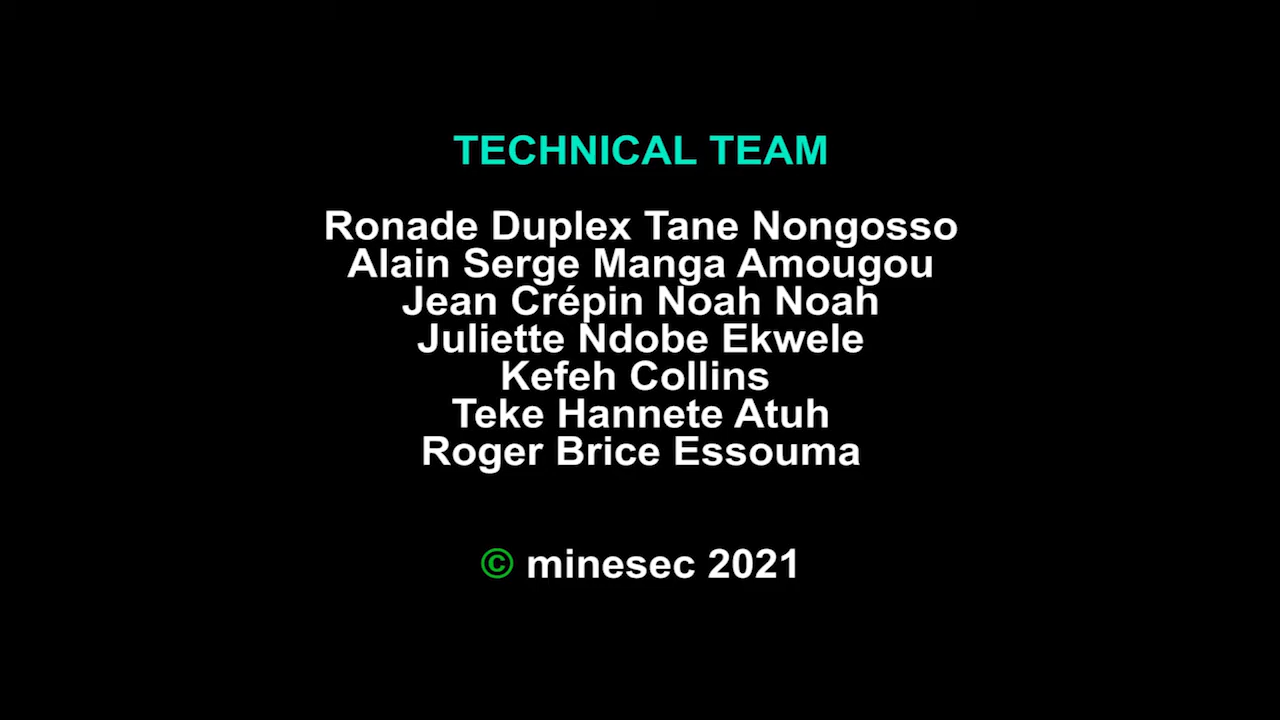 TECHNICAL TEAM
Ronade Duplex Tane Nongosso
Alain Serge Manga Amougou
Jean Crépin Noah Noah
Juliette Ndobe Ekwele
Kefeh Collins
Teke Hannete Atuh
Roger Brice Essouma
© minesec 2021